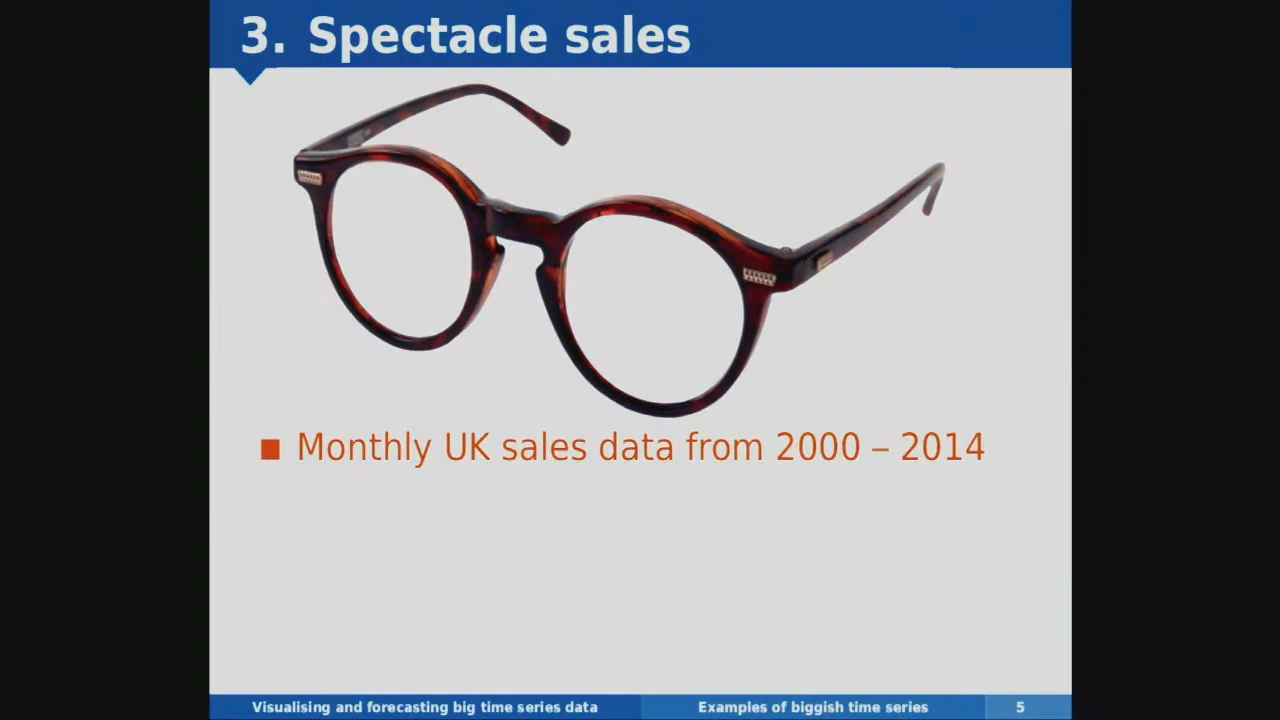 3. Spectacle sales
■ Monthly UK sales data from 2000 – 2014
Visualising and forecasting big time series data
Examples of biggish time series
5